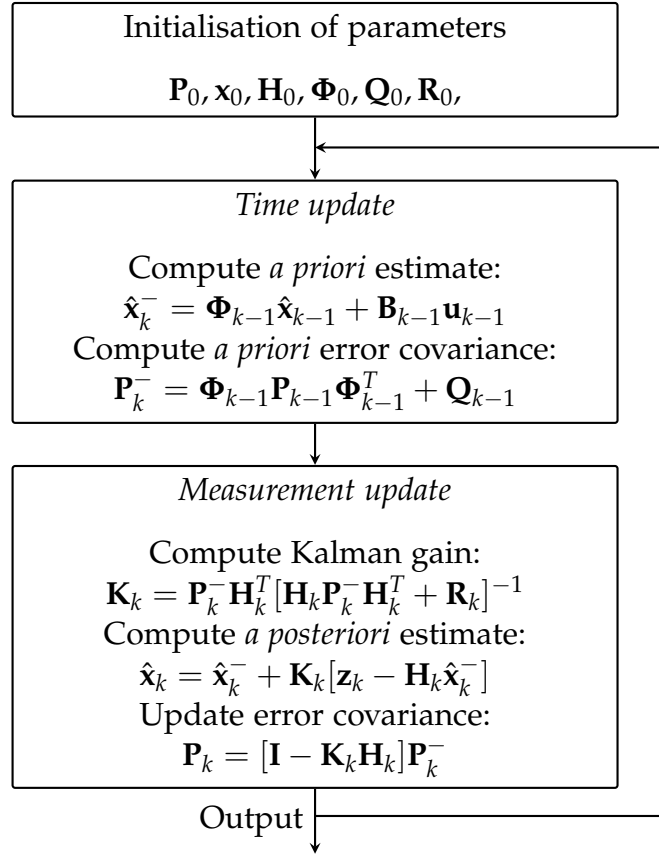 Initialisation of parameters
P₀, x₀, H₀, Φ₀, Q₀, R₀,
Time update
Compute a priori estimate:
x̂ₖ⁻ = Φₖ₋₁x̂ₖ₋₁ + Bₖ₋₁uₖ₋₁
Compute a priori error covariance:
Pₖ⁻ = Φₖ₋₁Pₖ₋₁Φₖ₋₁ᵀ + Qₖ₋₁
Measurement update
Compute Kalman gain:
Kₖ = Pₖ⁻Hₖᵀ[HₖPₖ⁻Hₖᵀ + Rₖ]⁻¹
Compute a posteriori estimate:
x̂ₖ = x̂ₖ⁻ + Kₖ[zₖ − Hₖx̂ₖ⁻]
Update error covariance:
Pₖ = [I − KₖHₖ]Pₖ⁻
Output